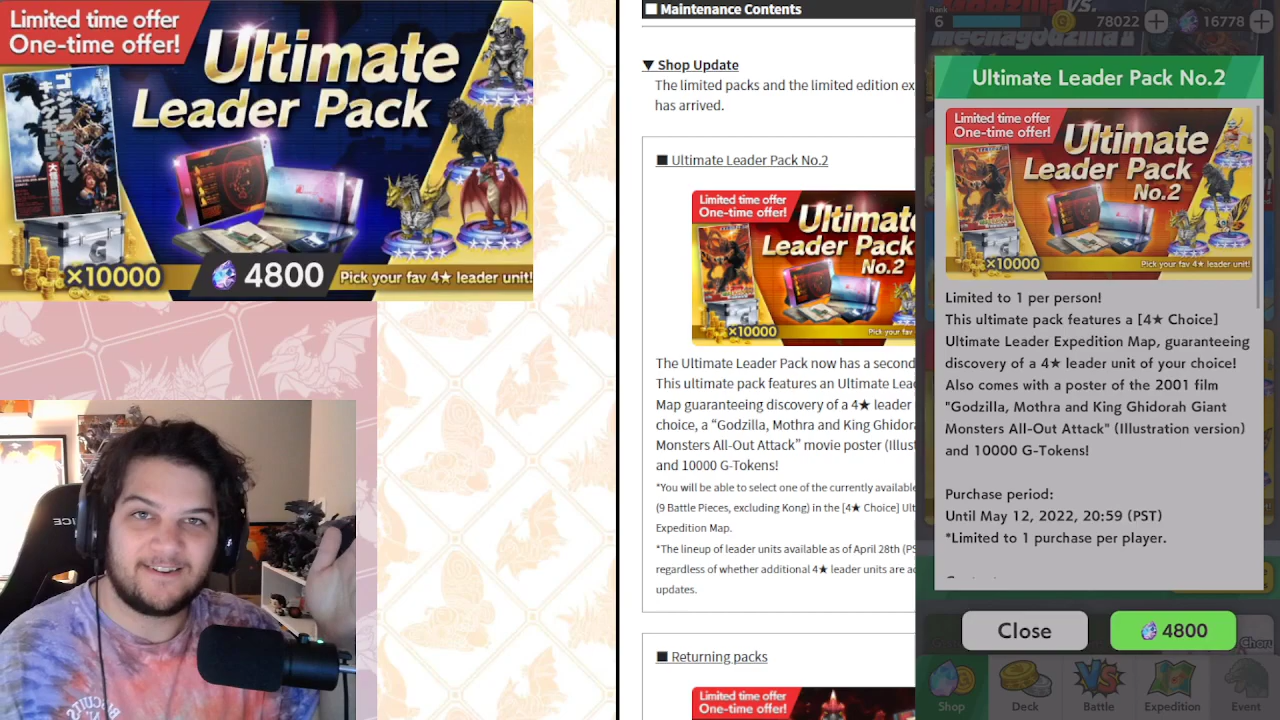 Limited time offer
One-time offer!
Ultimate
Leader Pack
×10000
4800
Pick your fav 4★ leader unit!
■ Maintenance Contents
▼ Shop Update
The limited packs and the limited edition ex
has arrived.
■ Ultimate Leader Pack No.2
Limited time offer
One-time offer!
Ultimate
Leader Pack
No.2
×10000
Pick your fav
The Ultimate Leader Pack now has a second
This ultimate pack features an Ultimate Lea
Map guaranteeing discovery of a 4★ leader
choice, a “Godzilla, Mothra and King Ghidora
Monsters All-Out Attack” movie poster (Illust
and 10000 G-Tokens!
*You will be able to select one of the currently available
(9 Battle Pieces, excluding Kong) in the [4★ Choice] Ult
Expedition Map.
*The lineup of leader units available as of April 28th (PS
regardless of whether additional 4★ leader units are ac
updates.
■ Returning packs
Limited time offer
One-time offer!
Rank
6
78022
16778
vs.
mechagodzilla
Ultimate Leader Pack No.2
Limited time offer
One-time offer!
Ultimate
Leader Pack
No.2
×10000
Pick your fav 4★ leader unit!
Limited to 1 per person!
This ultimate pack features a [4★ Choice]
Ultimate Leader Expedition Map, guaranteeing
discovery of a 4★ leader unit of your choice!
Also comes with a poster of the 2001 film
"Godzilla, Mothra and King Ghidorah Giant
Monsters All-Out Attack" (Illustration version)
and 10000 G-Tokens!
Purchase period:
Until May 12, 2022, 20:59 (PST)
*Limited to 1 purchase per player.
Close
4800
Shop
Deck
Battle
Expedition
Event